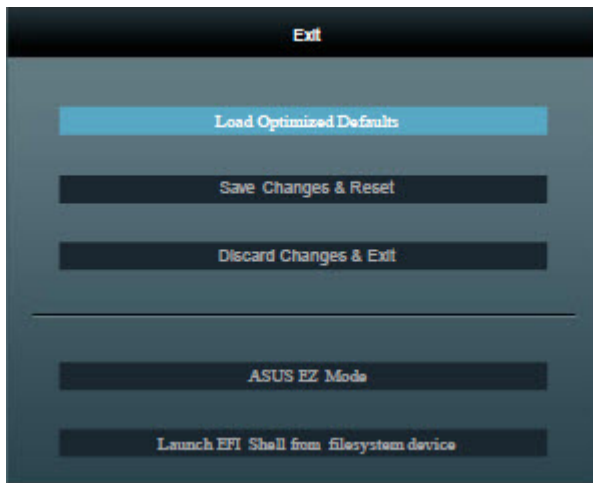 Exit
Load Optimized Defaults
Save Changes & Reset
Discard Changes & Exit
ASUS EZ Mode
Launch EFI Shell from filesystem device